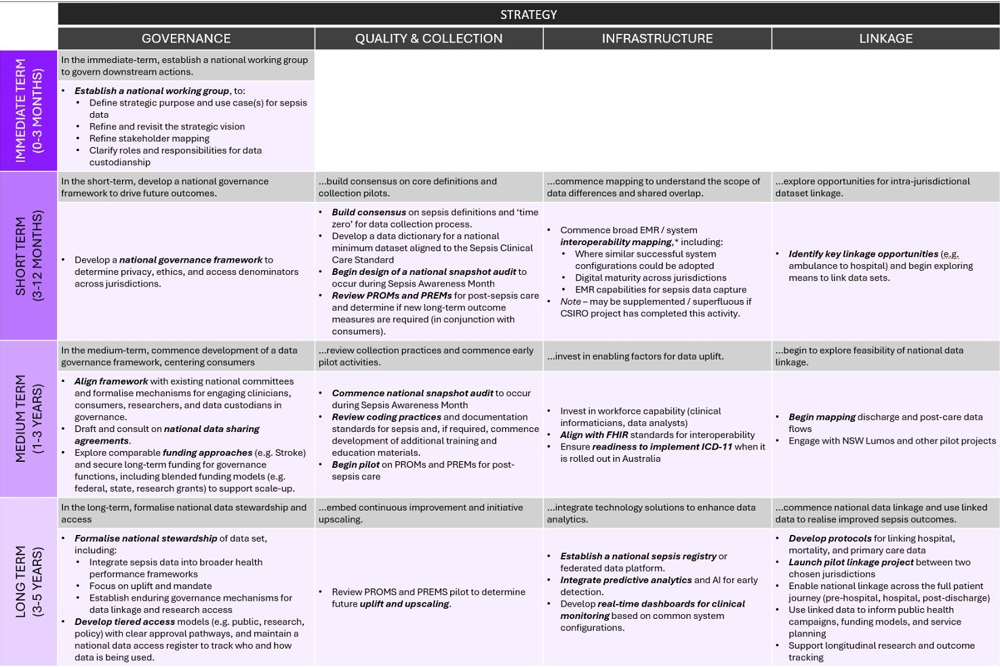 STRATEGY
GOVERNANCE
QUALITY & COLLECTION
INFRASTRUCTURE
LINKAGE
IMMEDIATE TERM
(0-3 MONTHS)
In the immediate-term, establish a national working group
to govern downstream actions.
• Establish a national working group, to:
• Define strategic purpose and use case(s) for sepsis
data
• Refine and revisit the strategic vision
• Refine stakeholder mapping
• Clarify roles and responsibilities for data
custodianship
SHORT TERM
(3-12 MONTHS)
In the short-term, develop a national governance
framework to drive future outcomes.
• Develop a national governance framework to
determine privacy, ethics, and access denominators
across jurisdictions.
...build consensus on core definitions and
collection pilots.
• Build consensus on sepsis definitions and ‘time
zero’ for data collection process.
• Develop a data dictionary for a national
minimum dataset aligned to the Sepsis Clinical
Care Standard
• Begin design of a national snapshot audit to
occur during Sepsis Awareness Month
• Review PROMs and PREMs for post-sepsis care
and determine if new long-term outcome
measures are required (in conjunction with
consumers).
...commence mapping to understand the scope of
data differences and shared overlap.
• Commence broad EMR / system
interoperability mapping,* including:
• Where similar successful system
configurations could be adopted
• Digital maturity across jurisdictions
• EMR capabilities for sepsis data capture
• Note – may be supplemented / superfluous if
CSIRO project has completed this activity.
...explore opportunities for intra-jurisdictional
dataset linkage.
• Identify key linkage opportunities (e.g.
ambulance to hospital) and begin exploring
means to link data sets.
MEDIUM TERM
(1-3 YEARS)
In the medium-term, commence development of a data
governance framework, centering consumers
• Align framework with existing national committees
and formalise mechanisms for engaging clinicians,
consumers, researchers, and data custodians in
governance.
• Draft and consult on national data sharing
agreements.
• Explore comparable funding approaches (e.g. Stroke)
and secure long-term funding for governance
functions, including blended funding models (e.g.
federal, state, research grants) to support scale-up.
...review collection practices and commence early
pilot activities.
• Commence national snapshot audit to occur
during Sepsis Awareness Month
• Review coding practices and documentation
standards for sepsis and, if required, commence
development of additional training and
education materials.
• Begin pilot on PROMs and PREMs for post-
sepsis care
...invest in enabling factors for data uplift.
• Invest in workforce capability (clinical
informaticians, data analysts)
• Align with FHIR standards for interoperability
• Ensure readiness to implement ICD-11 when it
is rolled out in Australia
...begin to explore feasibility of national data
linkage.
• Begin mapping discharge and post-care data
flows
• Engage with NSW Lumos and other pilot projects
LONG TERM
(3-5 YEARS)
In the long-term, formalise national data stewardship and
access
• Formalise national stewardship of data set,
including:
• Integrate sepsis data into broader health
performance frameworks
• Focus on uplift and mandate
• Establish enduring governance mechanisms for
data linkage and research access
• Develop tiered access models (e.g. public, research,
policy) with clear approval pathways, and maintain a
national data access register to track who and how
data is being used.
...embed continuous improvement and initiative
upscaling.
• Review PROMS and PREMS pilot to determine
future uplift and upscaling.
...integrate technology solutions to enhance data
analytics.
• Establish a national sepsis registry or
federated data platform.
• Integrate predictive analytics and AI for early
detection.
• Develop real-time dashboards for clinical
monitoring based on common system
configurations.
...commence national data linkage and use linked
data to realise improved sepsis outcomes.
• Develop protocols for linking hospital,
mortality, and primary care data
• Launch pilot linkage project between two
chosen jurisdictions
• Enable national linkage across the full patient
journey (pre-hospital, hospital, post-discharge)
• Use linked data to inform public health
campaigns, funding models, and service
planning
• Support longitudinal research and outcome
tracking